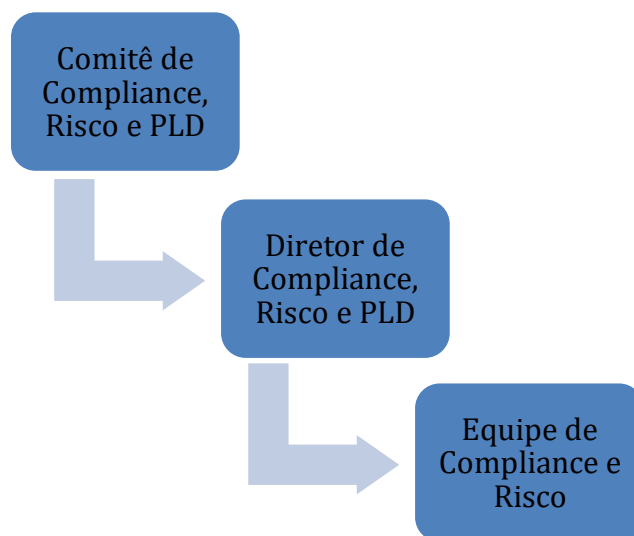 Comitê de
Compliance,
Risco e PLD
Diretor de
Compliance,
Risco e PLD
Equipe de
Compliance e
Risco